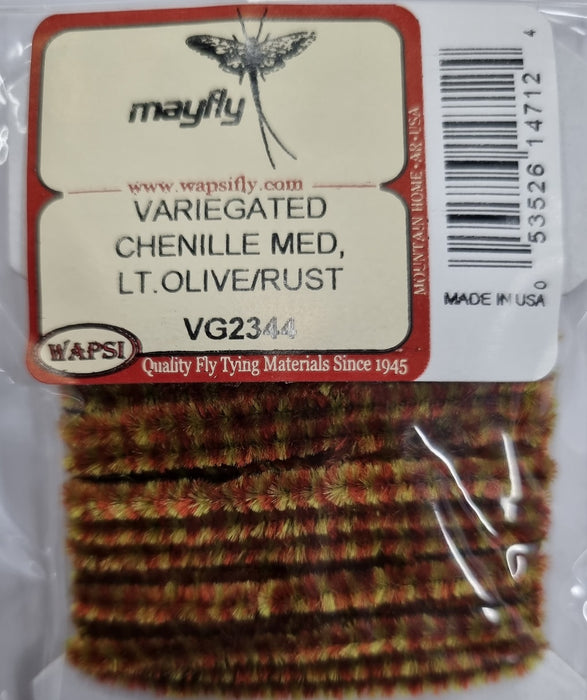 mayfly
www.wapsifly.com
VARIEGATED
CHENILLE MED,
LT.OLIVE/RUST
VG2344
WAPSI
Quality Fly Tying Materials Since 1945
MOUNTAIN HOME·AR·USA
0 53526 14712 4
MADE IN USA